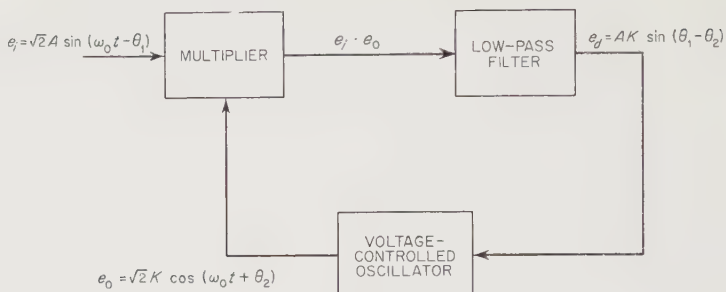 e_i = √2 A sin (ω_0 t − θ_1)
MULTIPLIER
e_i · e_0
LOW-PASS
FILTER
e_d = AK sin (θ_1 − θ_2)
VOLTAGE-
CONTROLLED
OSCILLATOR
e_0 = √2 K cos (ω_0 t + θ_2)